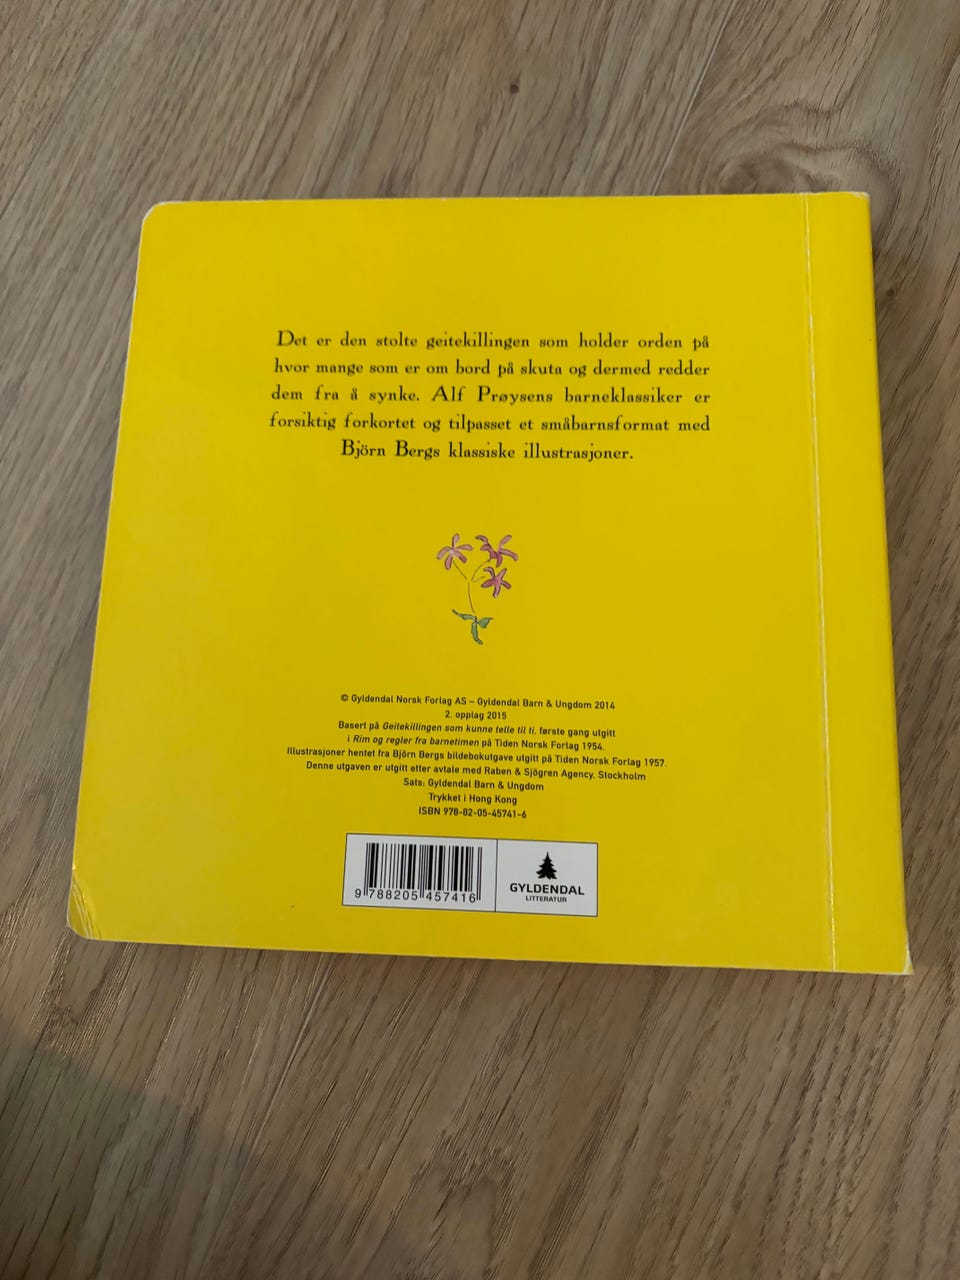 Det er den stolte geitekillingen som holder orden på
hvor mange som er om bord på skuta og dermed redder
dem fra å synke. Alf Prøysens barneklassiker er
forsiktig forkortet og tilpasset et småbarnsformat med
Björn Bergs klassiske illustrasjoner.
© Gyldendal Norsk Forlag AS – Gyldendal Barn & Ungdom 2014
2. opplag 2015
Basert på Geitekillingen som kunne telle til ti, første gang utgitt
i Rim og regler fra barnetimen på Tiden Norsk Forlag 1954.
Illustrasjoner hentet fra Björn Bergs bildebokutgave utgitt på Tiden Norsk Forlag 1957.
Denne utgaven er utgitt etter avtale med Raben & Sjögren Agency, Stockholm
Sats: Gyldendal Barn & Ungdom
Trykket i Hong Kong
ISBN 978-82-05-45741-6
9 788205 457416
GYLDENDAL
LITTERATUR